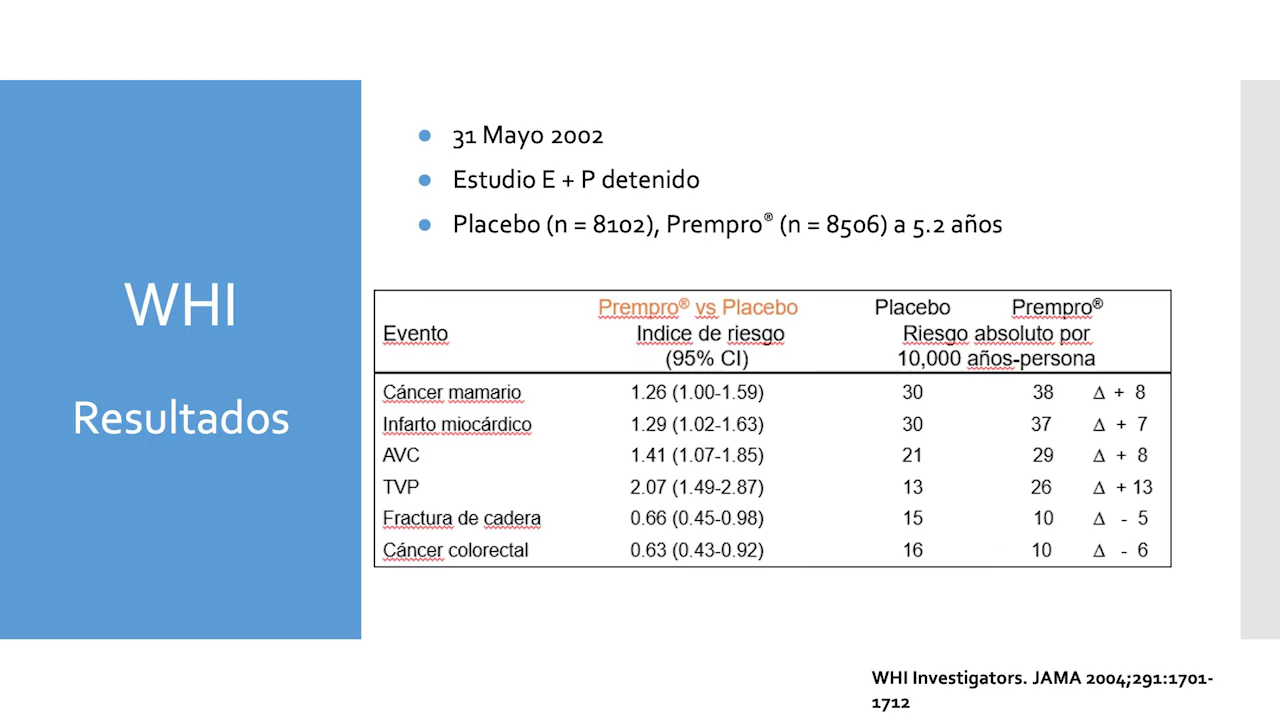 WHI
Resultados
31 Mayo 2002
Estudio E + P detenido
Placebo (n = 8102), Prempro® (n = 8506) a 5.2 años
Prempro® vs Placebo Placebo Prempro®
Evento Indice de riesgo Riesgo absoluto por
(95% CI) 10,000 años-persona
Cáncer mamario 1.26 (1.00-1.59) 30 38 Δ + 8
Infarto miocárdico 1.29 (1.02-1.63) 30 37 Δ + 7
AVC 1.41 (1.07-1.85) 21 29 Δ + 8
TVP 2.07 (1.49-2.87) 13 26 Δ + 13
Fractura de cadera 0.66 (0.45-0.98) 15 10 Δ - 5
Cáncer colorectal 0.63 (0.43-0.92) 16 10 Δ - 6
WHI Investigators. JAMA 2004;291:1701-
1712